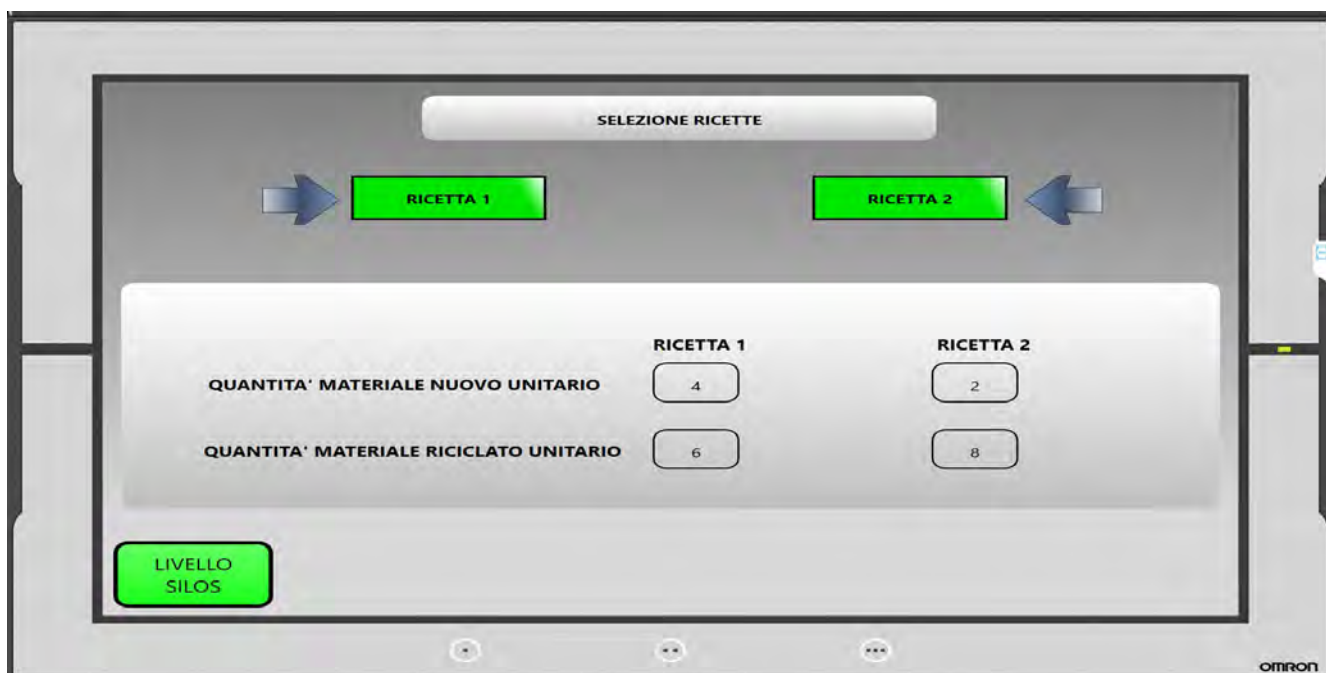 SELEZIONE RICETTE
RICETTA 1
RICETTA 2
RICETTA 1 RICETTA 2
QUANTITA' MATERIALE NUOVO UNITARIO 4 2
QUANTITA' MATERIALE RICICLATO UNITARIO 6 8
LIVELLO
SILOS
OMRON